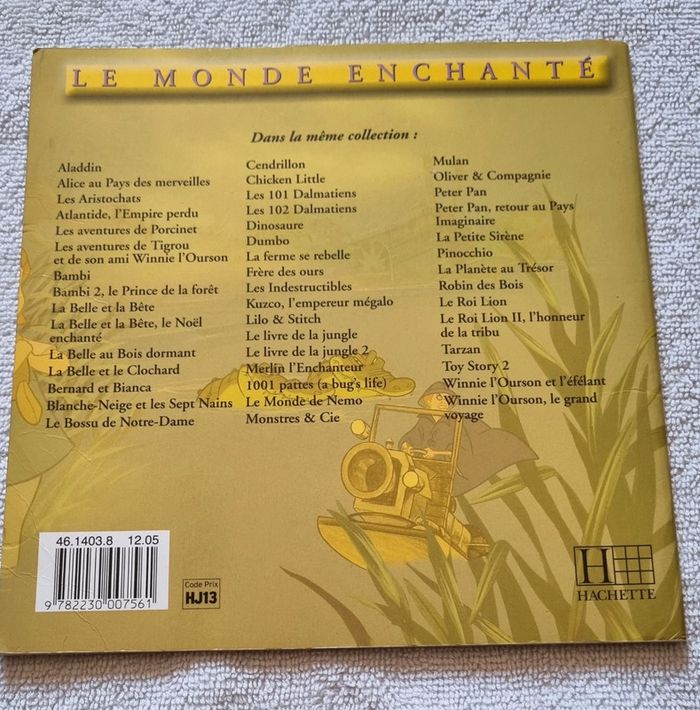 LE MONDE ENCHANTÉ
Dans la même collection :
Aladdin
Alice au Pays des merveilles
Les Aristochats
Atlantide, l'Empire perdu
Les aventures de Porcinet
Les aventures de Tigrou
et de son ami Winnie l'Ourson
Bambi
Bambi 2, le Prince de la forêt
La Belle et la Bête
La Belle et la Bête, le Noël
enchanté
La Belle au Bois dormant
La Belle et le Clochard
Bernard et Bianca
Blanche-Neige et les Sept Nains
Le Bossu de Notre-Dame
Cendrillon
Chicken Little
Les 101 Dalmatiens
Les 102 Dalmatiens
Dinosaure
Dumbo
La ferme se rebelle
Frère des ours
Les Indestructibles
Kuzco, l'empereur mégalo
Lilo & Stitch
Le livre de la jungle
Le livre de la jungle 2
Merlin l'Enchanteur
1001 pattes (a bug's life)
Le Monde de Nemo
Monstres & Cie
Mulan
Oliver & Compagnie
Peter Pan
Peter Pan, retour au Pays
Imaginaire
La Petite Sirène
Pinocchio
La Planète au Trésor
Robin des Bois
Le Roi Lion
Le Roi Lion II, l'honneur
de la tribu
Tarzan
Toy Story 2
Winnie l'Ourson et l'éfélant
Winnie l'Ourson, le grand
voyage
46.1403.8 12.05
9 782230 007561
Code Prix
HJ13
H
HACHETTE